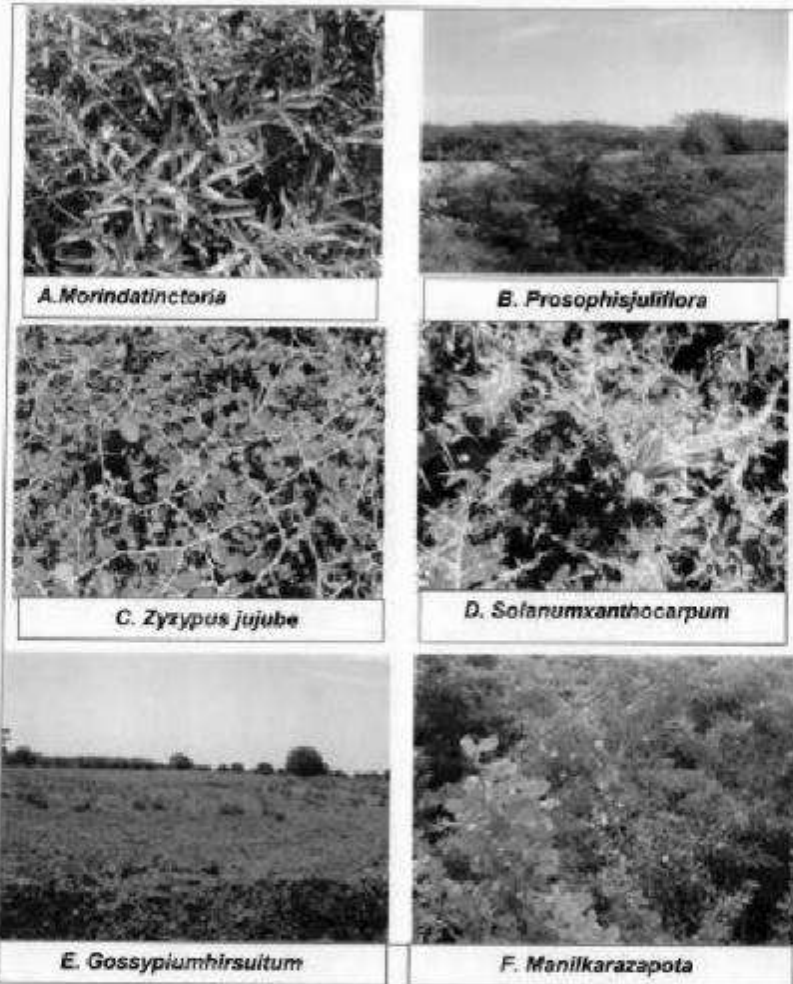 A.Morindatinctoria
B. Prosophisjuliflora
C. Zyzypus jujube
D. Solanumxanthocarpum
E. Gossypiumhirsuitum
F. Manilkarazapota